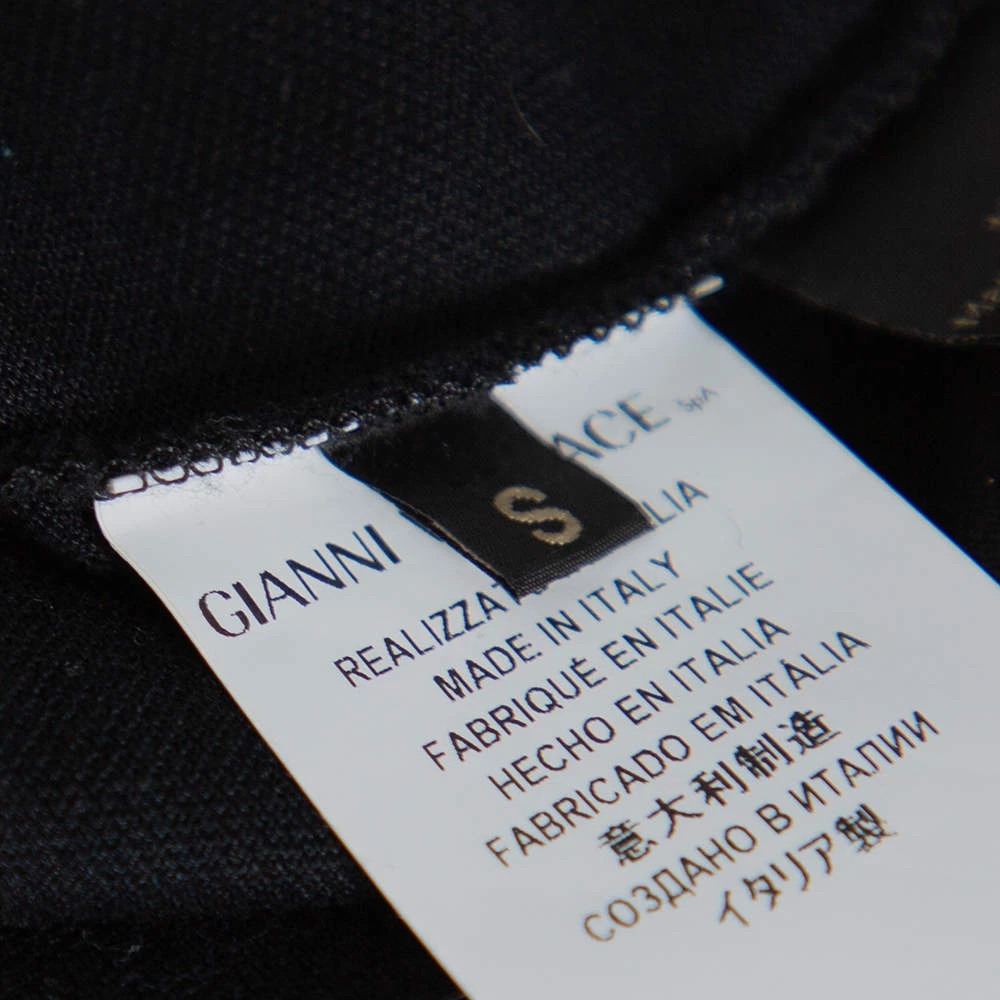 S
GIANNI ACE SpA
REALIZZAT LIA
MADE IN ITALY
FABRIQUÉ EN ITALIE
HECHO EN ITALIA
FABRICADO EM ITÁLIA
意大利制造
СОЗДАНО В ИТАЛИИ
イタリア製